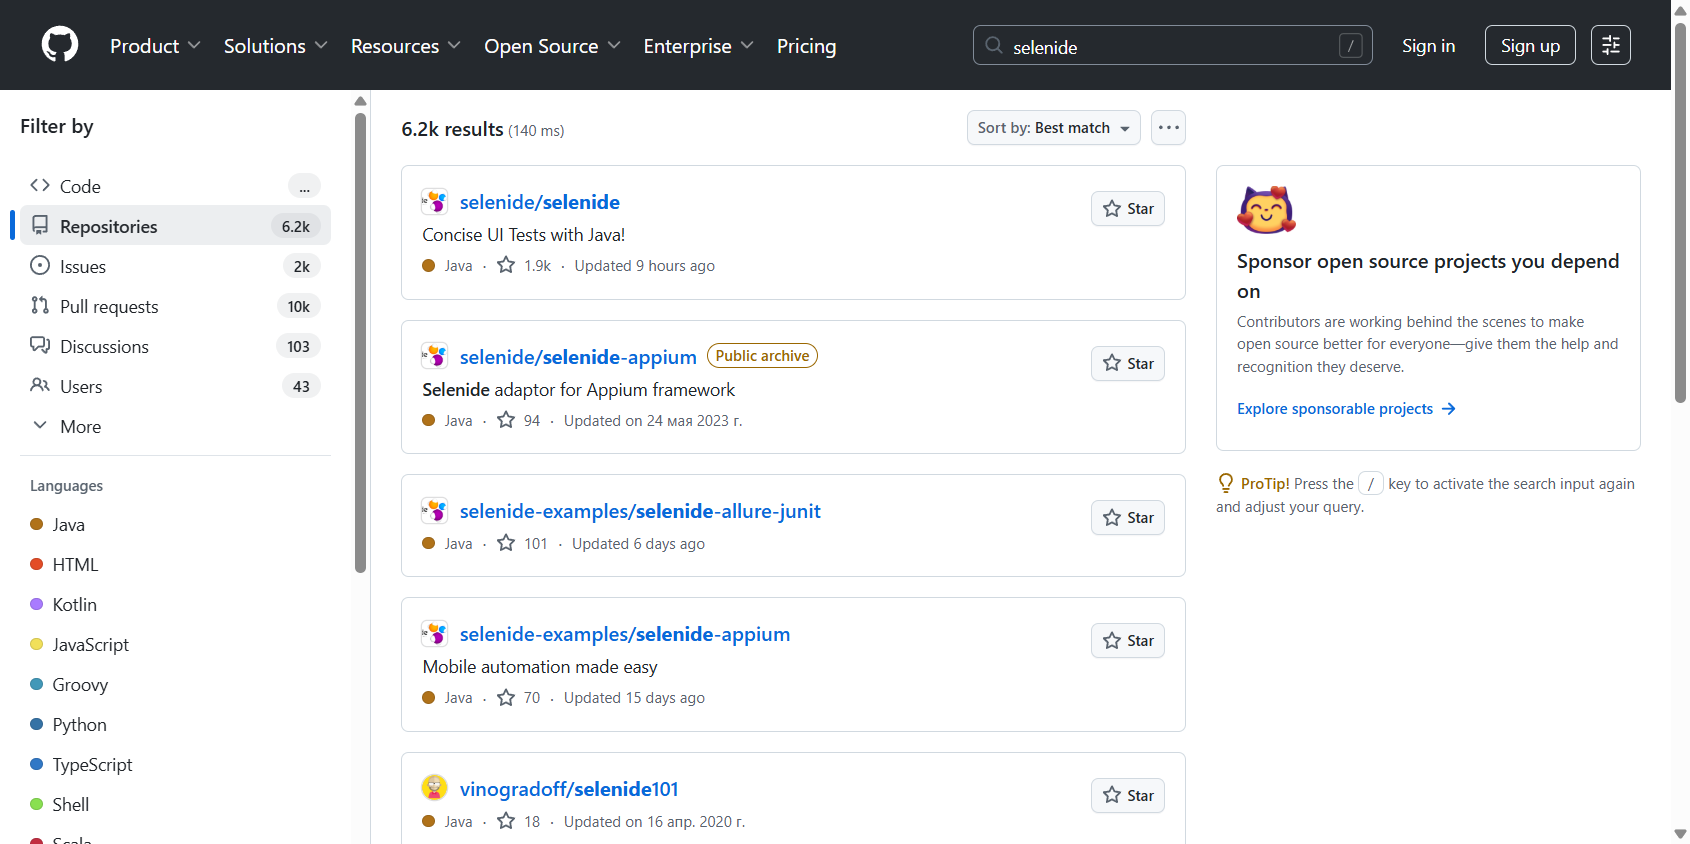 Product Solutions Resources Open Source Enterprise Pricing selenide / Sign in Sign up
Filter by
Code ...
Repositories 6.2k
Issues 2k
Pull requests 10k
Discussions 103
Users 43
More
Languages
Java
HTML
Kotlin
JavaScript
Groovy
Python
TypeScript
Shell
Scala
6.2k results (140 ms)
Sort by: Best match
selenide/selenide
Star
Concise UI Tests with Java!
Java · 1.9k · Updated 9 hours ago
selenide/selenide-appium Public archive
Star
Selenide adaptor for Appium framework
Java · 94 · Updated on 24 мая 2023 г.
selenide-examples/selenide-allure-junit
Star
Java · 101 · Updated 6 days ago
selenide-examples/selenide-appium
Star
Mobile automation made easy
Java · 70 · Updated 15 days ago
vinogradoff/selenide101
Star
Java · 18 · Updated on 16 апр. 2020 г.
Sponsor open source projects you depend
on
Contributors are working behind the scenes to make
open source better for everyone—give them the help and
recognition they deserve.
Explore sponsorable projects
ProTip! Press the / key to activate the search input again
and adjust your query.